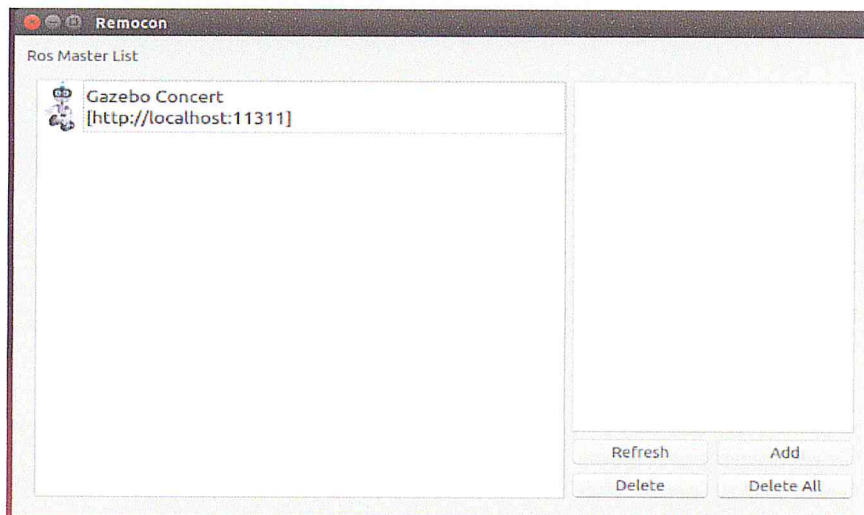 Remocon
Ros Master List
Gazebo Concert
[http://localhost:11311]
Refresh
Add
Delete
Delete All